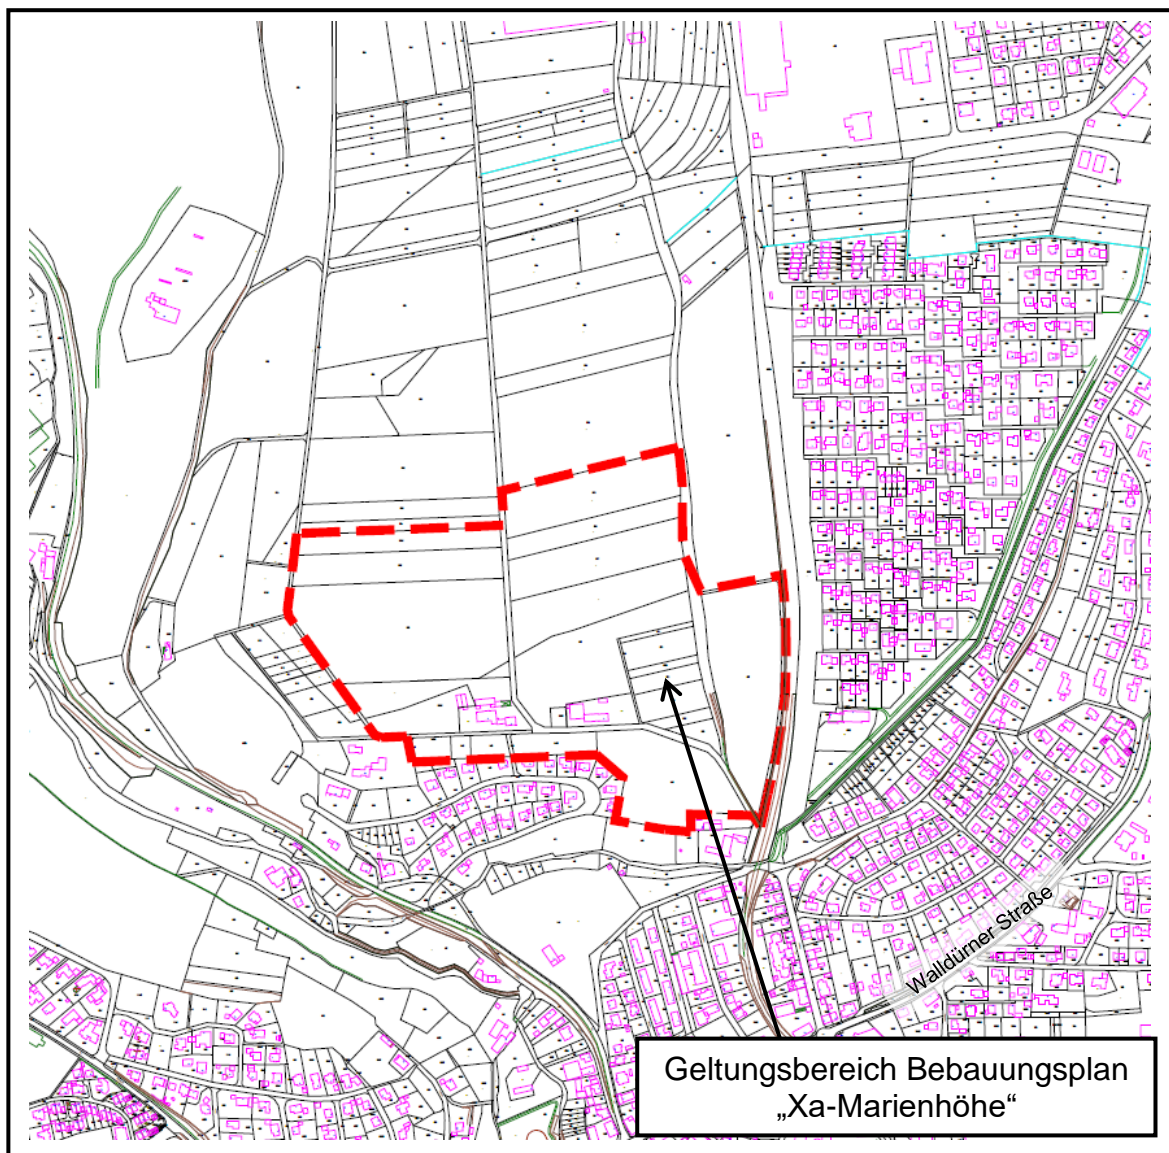 Walldürner Straße
Geltungsbereich Bebauungsplan
„Xa-Marienhöhe“